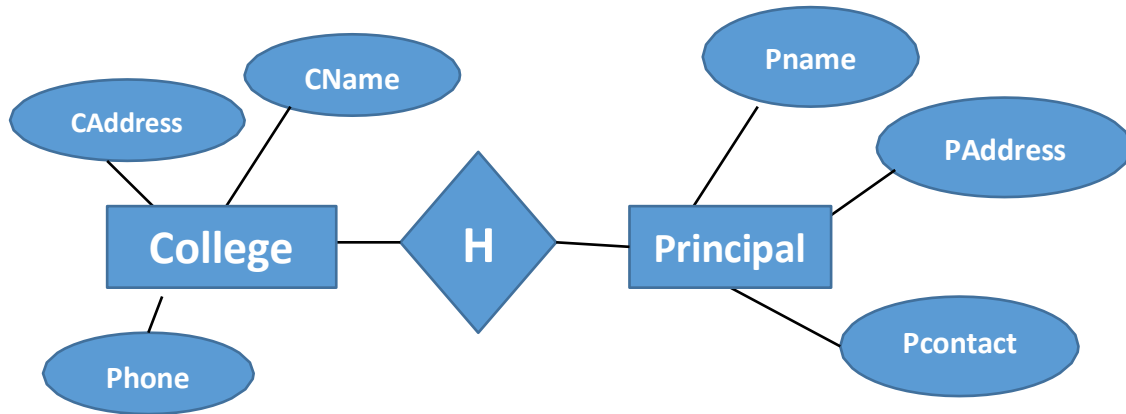 CName
Pname
CAddress
PAddress
College
H
Principal
Phone
Pcontact